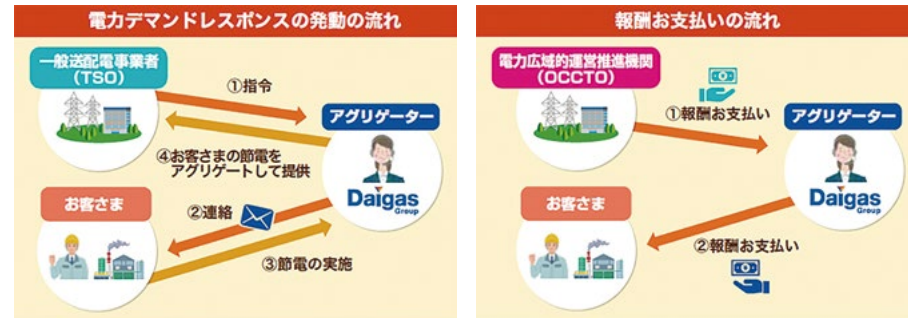 電力デマンドレスポンスの発動の流れ
一般送配電事業者
(TSO)
①指令
アグリゲーター
④お客さまの節電を
アグリゲートして提供
Daigas
Group
お客さま
②連絡
③節電の実施
報酬お支払いの流れ
電力広域的運営推進機関
(OCCTO)
①報酬お支払い
アグリゲーター
Daigas
Group
お客さま
②報酬お支払い